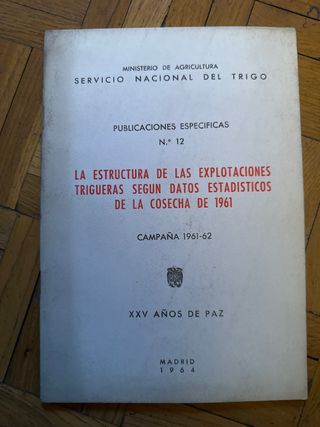 MINISTERIO DE AGRICULTURA
SERVICIO NACIONAL DEL TRIGO
PUBLICACIONES ESPECIFICAS
N.º 12
LA ESTRUCTURA DE LAS EXPLOTACIONES
TRIGUERAS SEGUN DATOS ESTADISTICOS
DE LA COSECHA DE 1961
CAMPAÑA 1961-62
XXV AÑOS DE PAZ
MADRID
1964